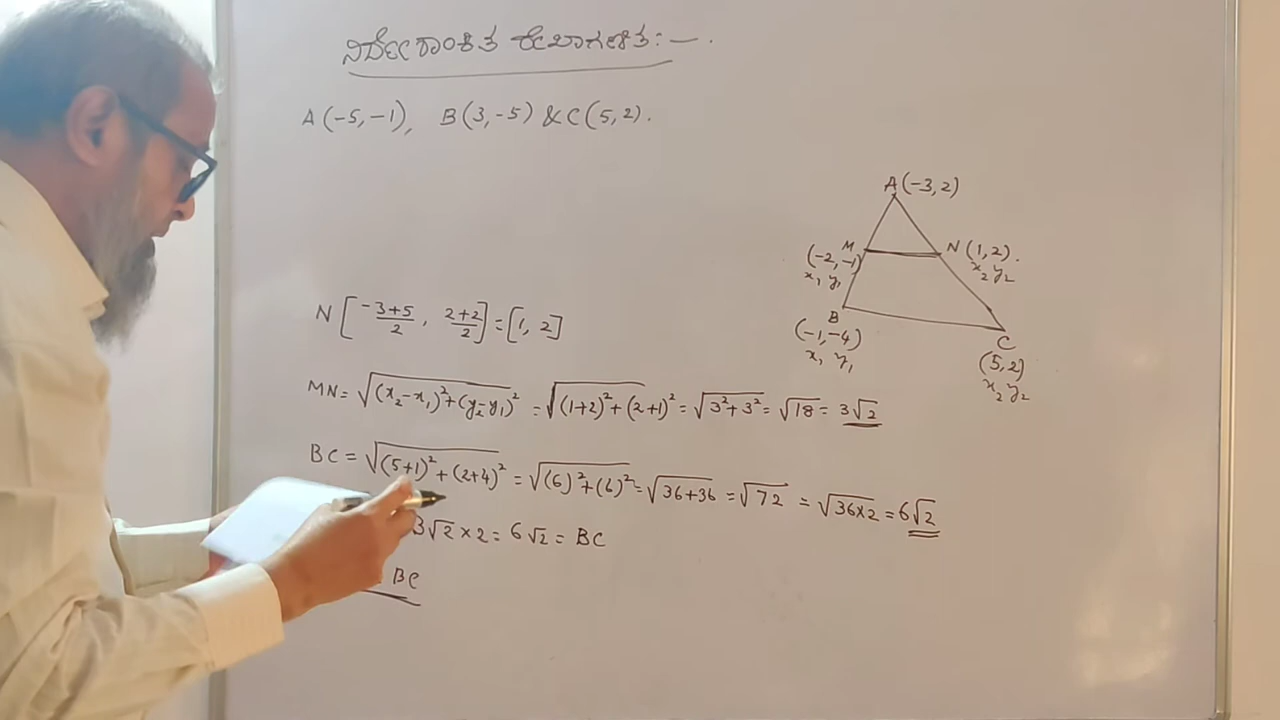 ನಿರ್ದೇಶಾಂಕಿತ ರೇಖಾಗಣಿತ:—.
A(-5,-1), B(3,-5) & C(5,2).
A(-3,2)
M
N(1,2).
(-2,-1)
x₂ y₂
x₁ y₁
N[(-3+5)/2, (2+2)/2] = [1, 2]
B
(-1,-4)
x₁ y₁
C
(5,2)
x₂ y₂
MN = √((x₂-x₁)²+(y₂-y₁)²) = √((1+2)²+(2+1)²) = √(3²+3²) = √18 = 3√2
BC = √((5+1)²+(2+4)²) = √((6)²+(6)²) = √(36+36) = √72 = √(36×2) = 6√2
3√2 × 2 = 6√2 = BC
BC